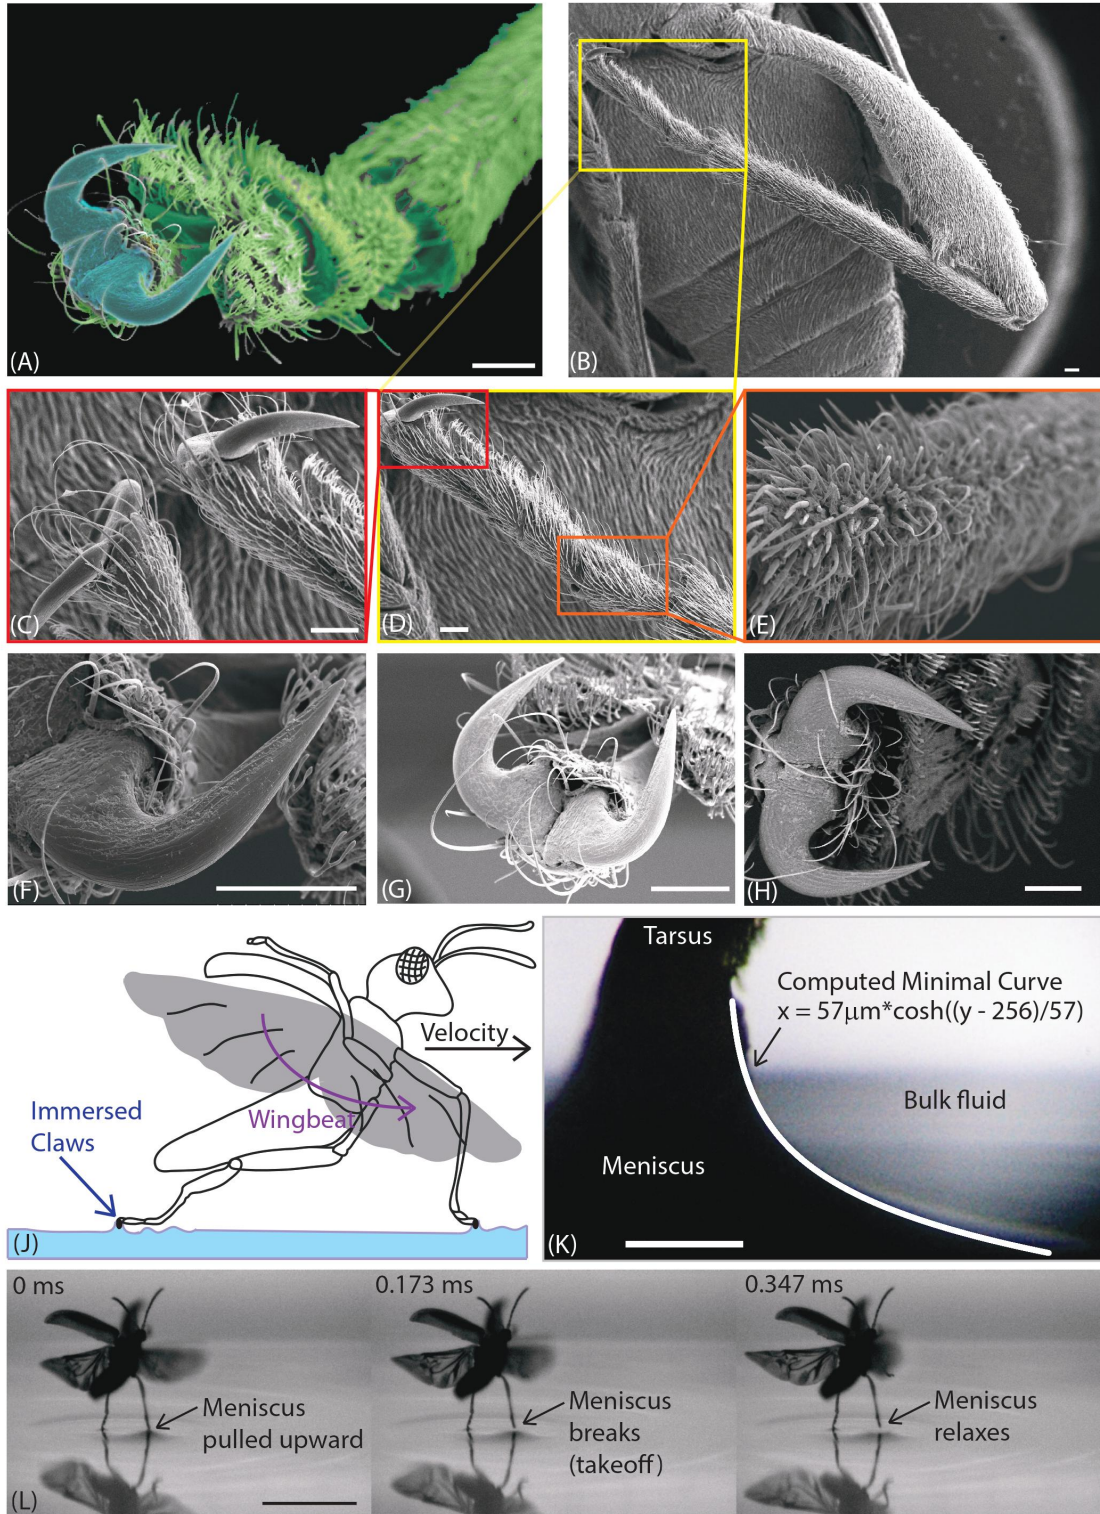 (A)
(B)
(C)
(D)
(E)
(F)
(G)
(H)
Velocity
Wingbeat
Immersed
Claws
(J)
Tarsus
Computed Minimal Curve
x = 57μm*cosh((y - 256)/57)
Bulk fluid
Meniscus
(K)
0 ms
0.173 ms
0.347 ms
Meniscus
pulled upward
Meniscus
breaks
(takeoff)
Meniscus
relaxes
(L)